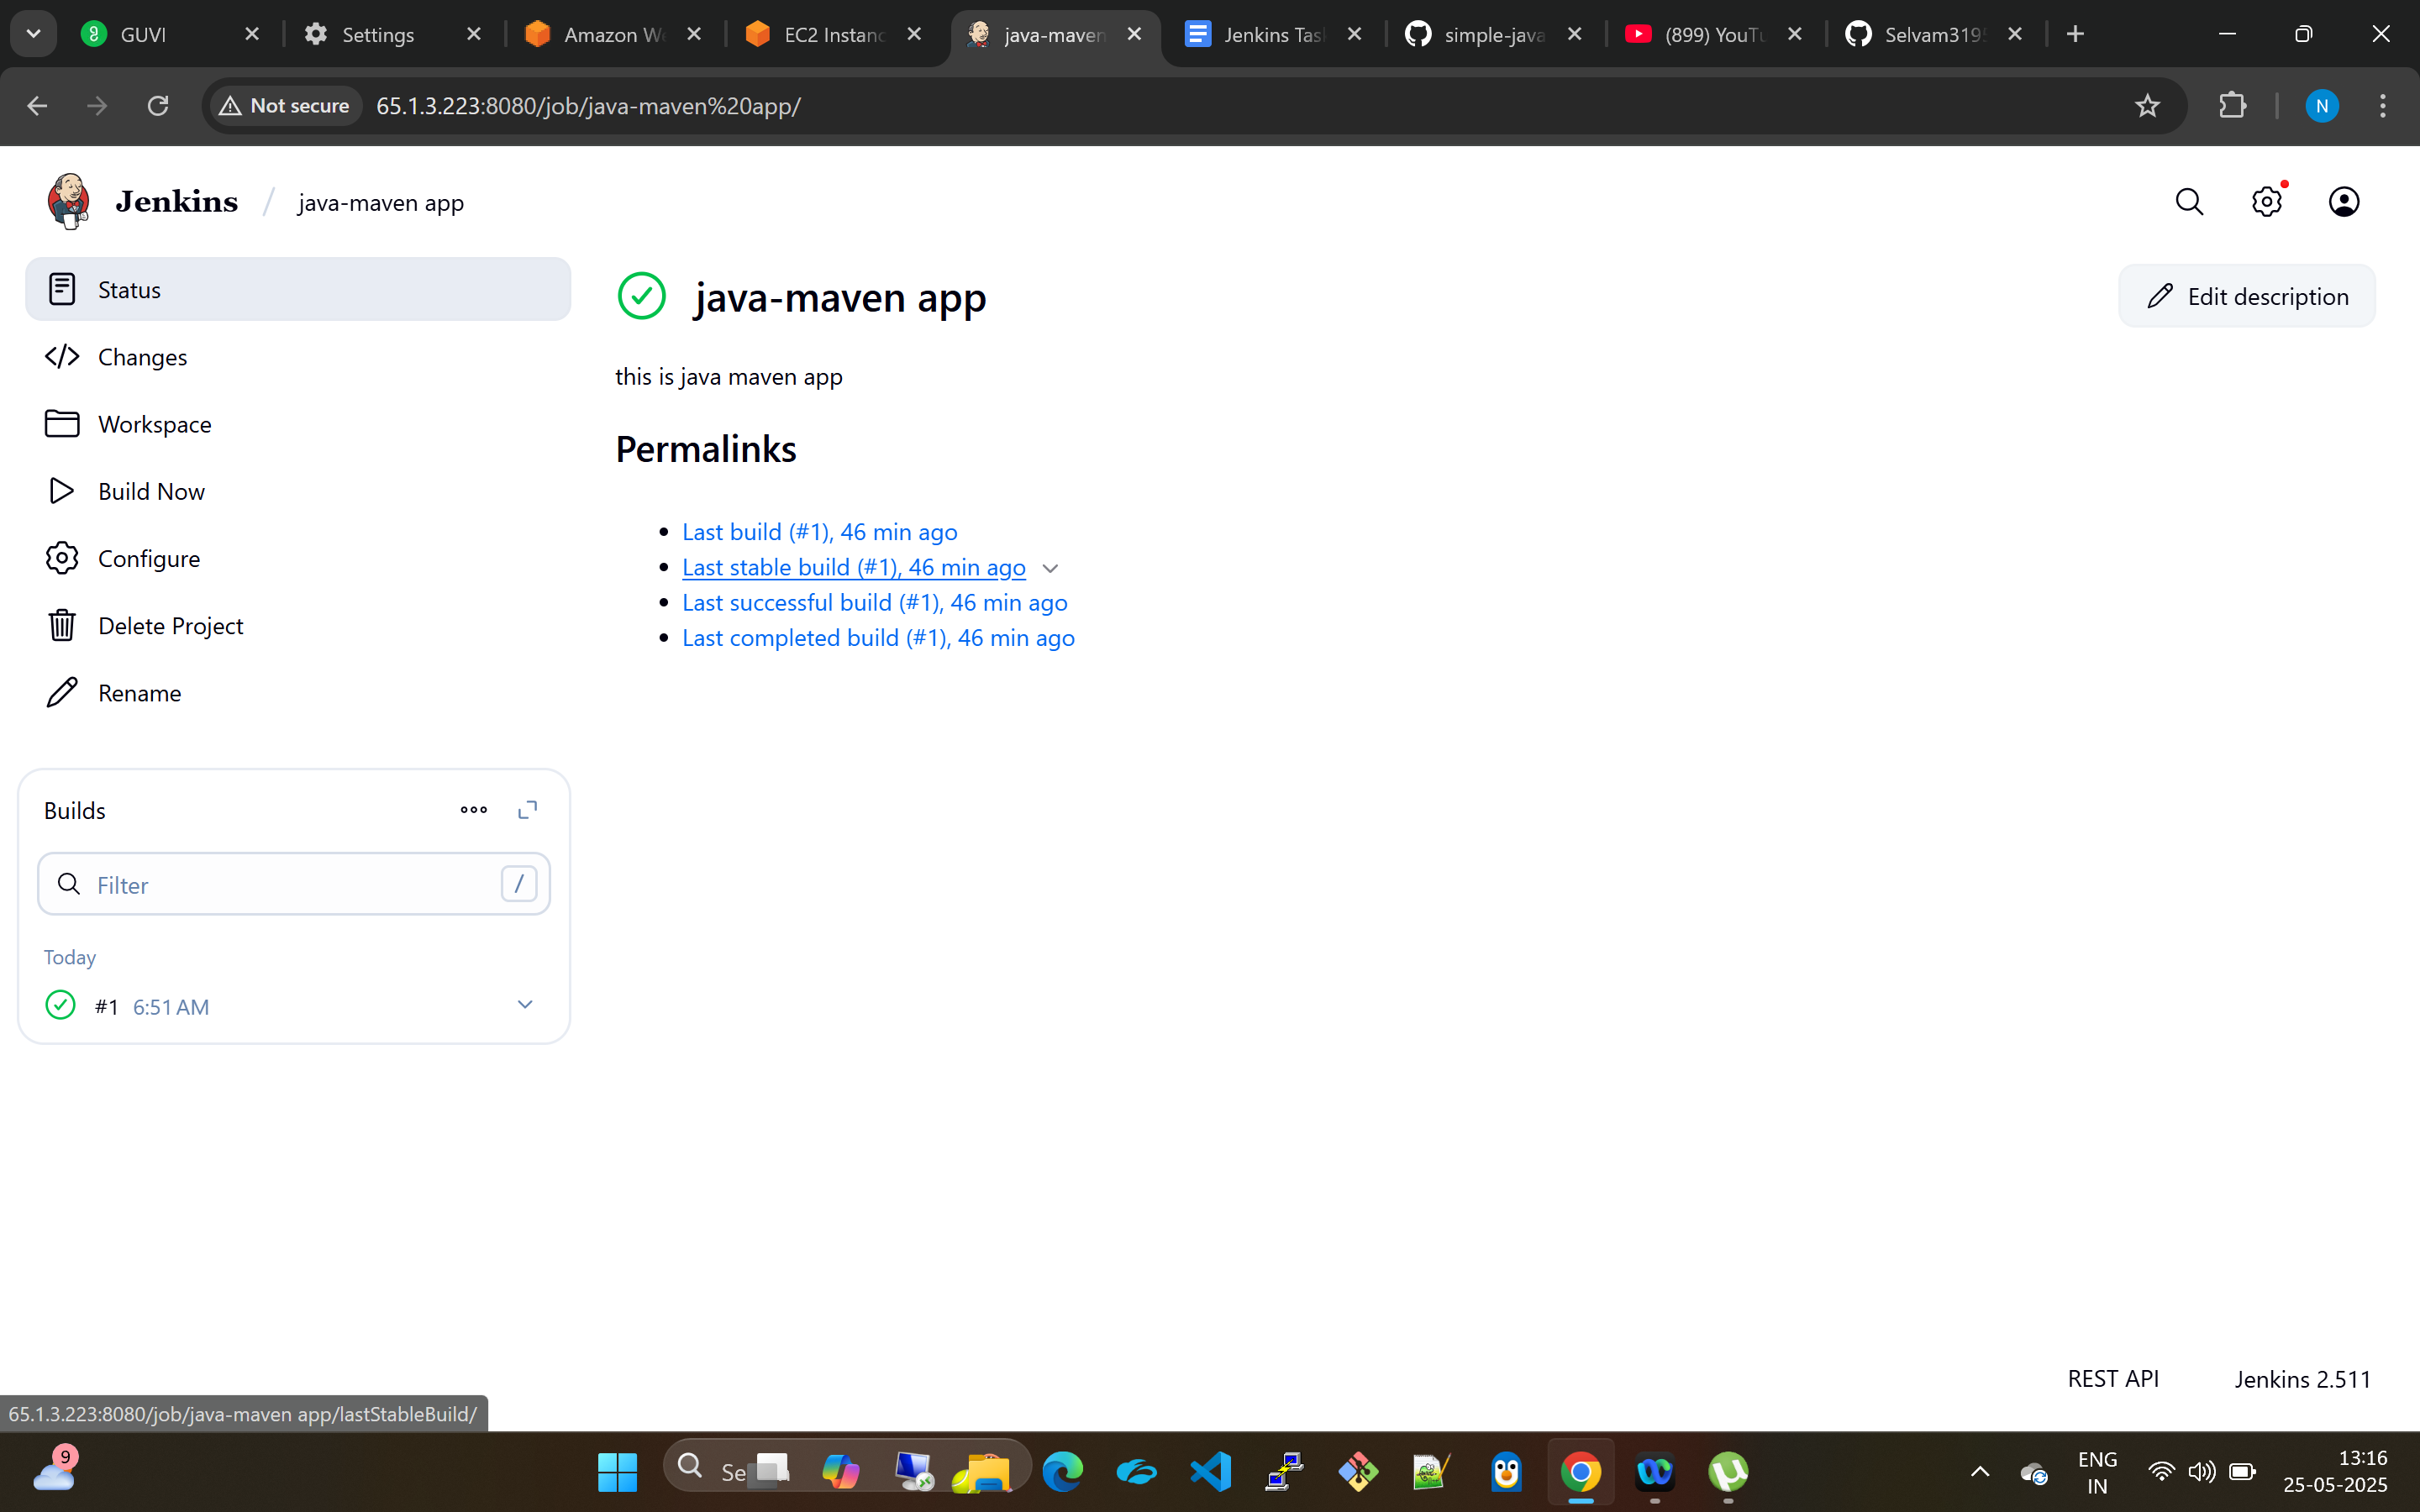 GUVI
Settings
Amazon We
EC2 Instanc
java-maven
Jenkins Tas
simple-java
(899) YouTu
Selvam319
Not secure
65.1.3.223:8080/job/java-maven%20app/
N
Jenkins / java-maven app
Status
Changes
Workspace
Build Now
Configure
Delete Project
Rename
Builds
Filter
/
Today
#1 6:51 AM
java-maven app
Edit description
this is java maven app
Permalinks
Last build (#1), 46 min ago
Last stable build (#1), 46 min ago
Last successful build (#1), 46 min ago
Last completed build (#1), 46 min ago
REST API
Jenkins 2.511
65.1.3.223:8080/job/java-maven app/lastStableBuild/
9
Se
ENG
IN
13:16
25-05-2025